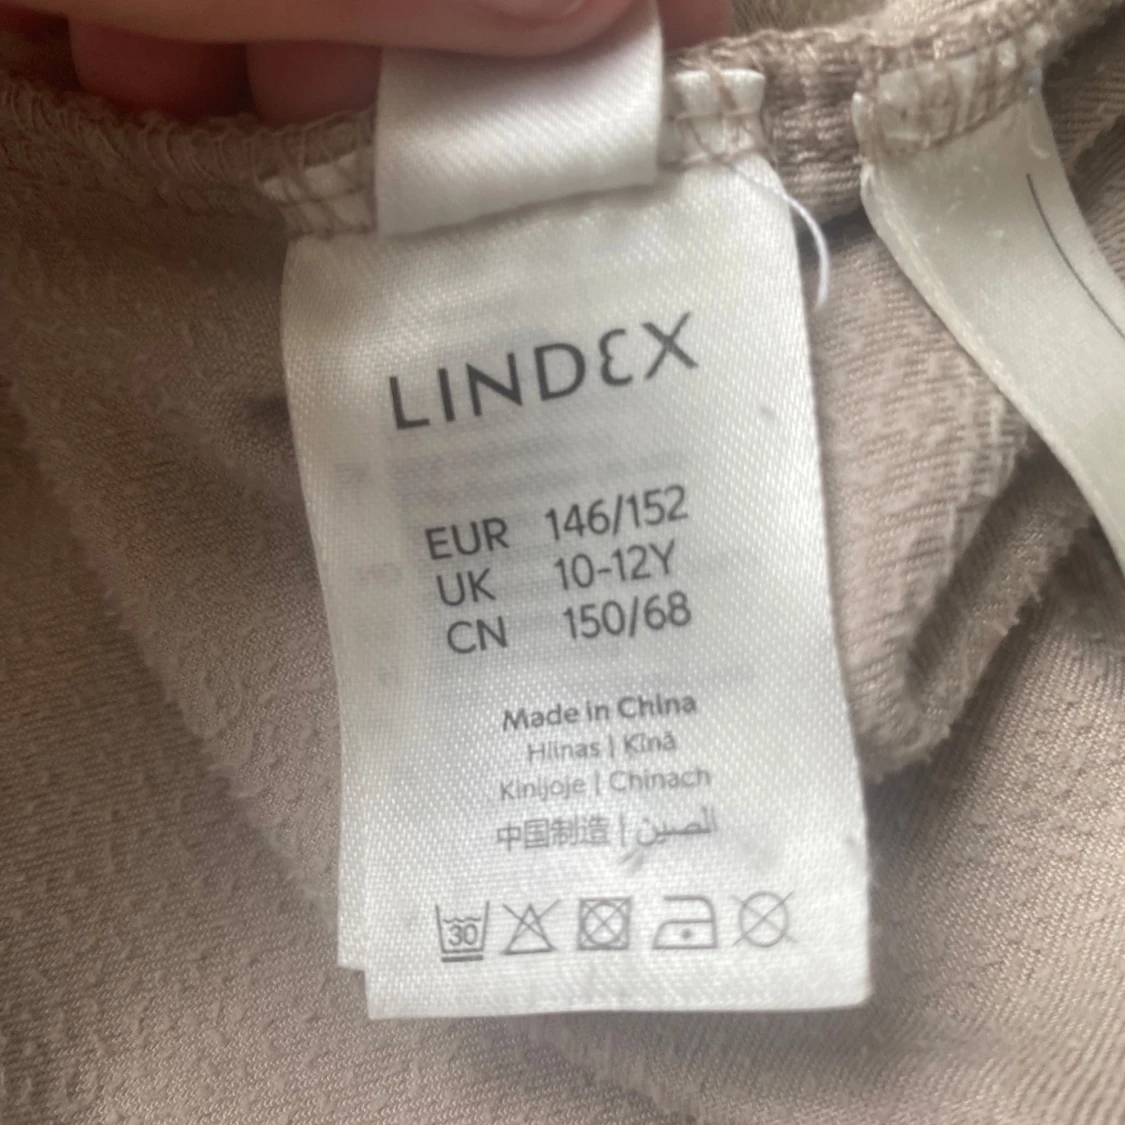 LINDEX
EUR 146/152
UK 10-12Y
CN 150/68
Made in China
Hiinas | Ķīnā
Kinijoje | Chinach
中国制造 | الصين
30